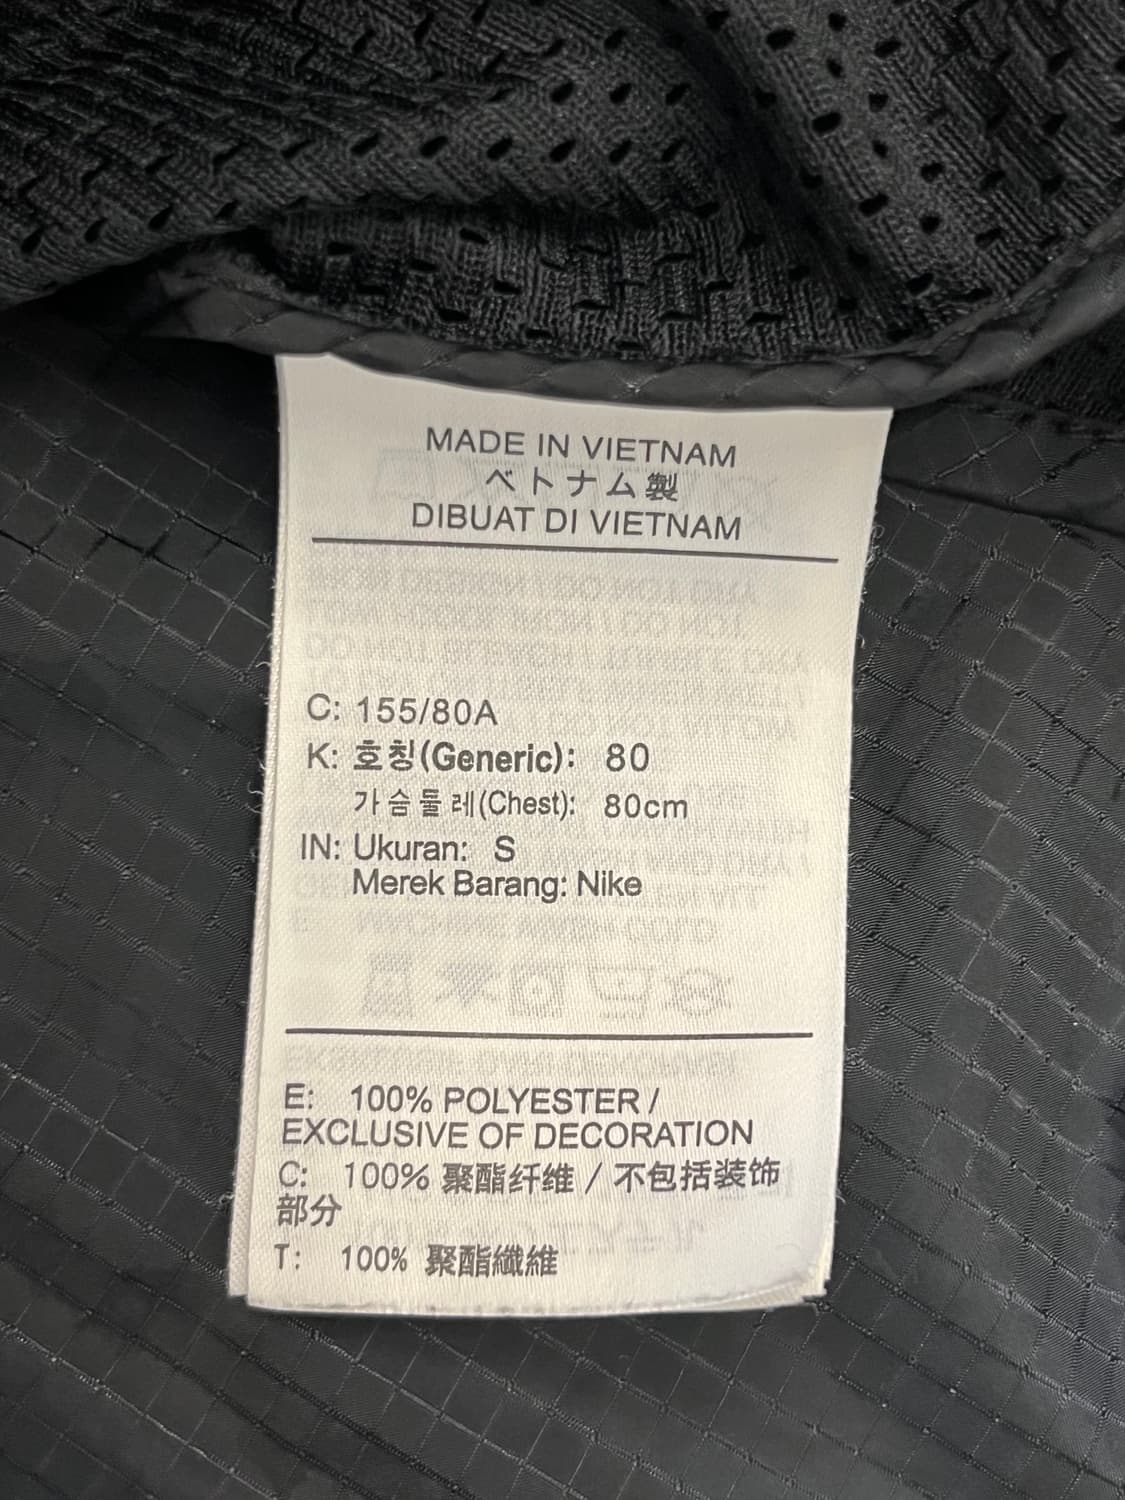 MADE IN VIETNAM
ベトナム製
DIBUAT DI VIETNAM
C: 155/80A
K: 호칭(Generic): 80
가슴둘레(Chest): 80cm
IN: Ukuran: S
Merek Barang: Nike
E: 100% POLYESTER /
EXCLUSIVE OF DECORATION
C: 100% 聚酯纤维 / 不包括装饰
部分
T: 100% 聚酯纖維